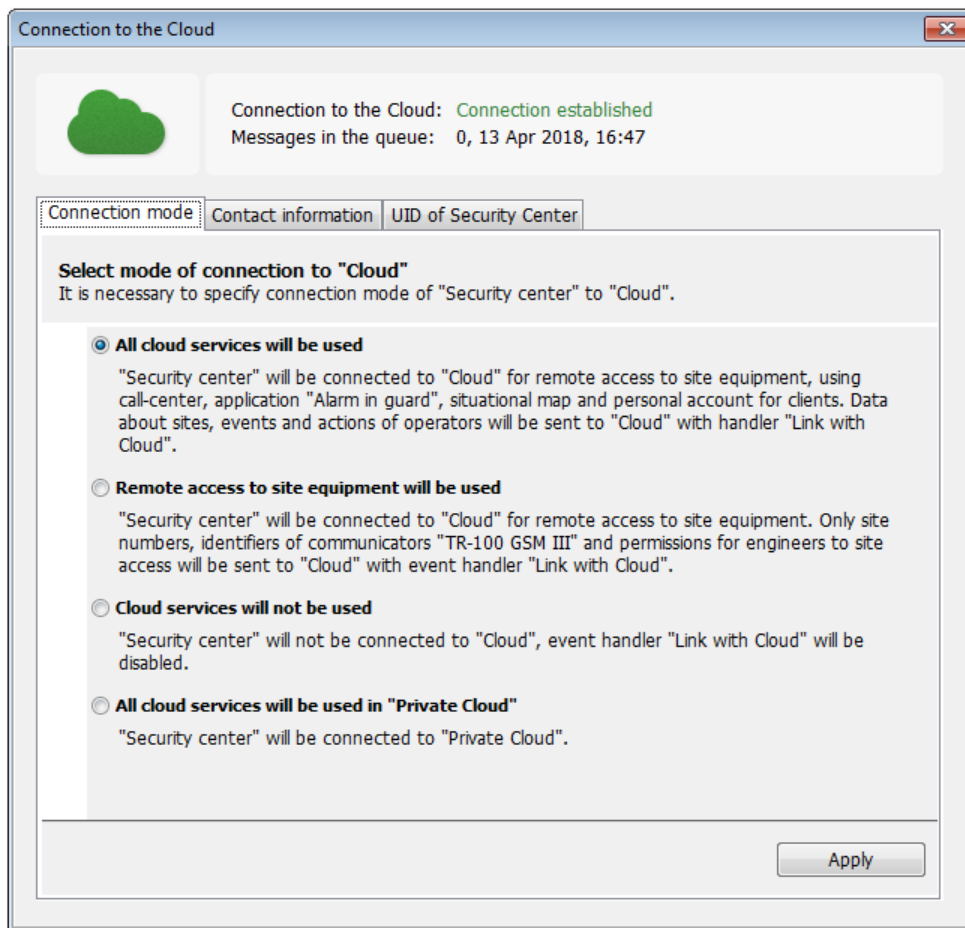 Connection to the Cloud
Connection to the Cloud: Connection established
Messages in the queue: 0, 13 Apr 2018, 16:47
Connection mode Contact information UID of Security Center
Select mode of connection to "Cloud"
It is necessary to specify connection mode of "Security center" to "Cloud".
All cloud services will be used
"Security center" will be connected to "Cloud" for remote access to site equipment, using
call-center, application "Alarm in guard", situational map and personal account for clients. Data
about sites, events and actions of operators will be sent to "Cloud" with handler "Link with
Cloud".
Remote access to site equipment will be used
"Security center" will be connected to "Cloud" for remote access to site equipment. Only site
numbers, identifiers of communicators "TR-100 GSM III" and permissions for engineers to site
access will be sent to "Cloud" with event handler "Link with Cloud".
Cloud services will not be used
"Security center" will not be connected to "Cloud", event handler "Link with Cloud" will be
disabled.
All cloud services will be used in "Private Cloud"
"Security center" will be connected to "Private Cloud".
Apply